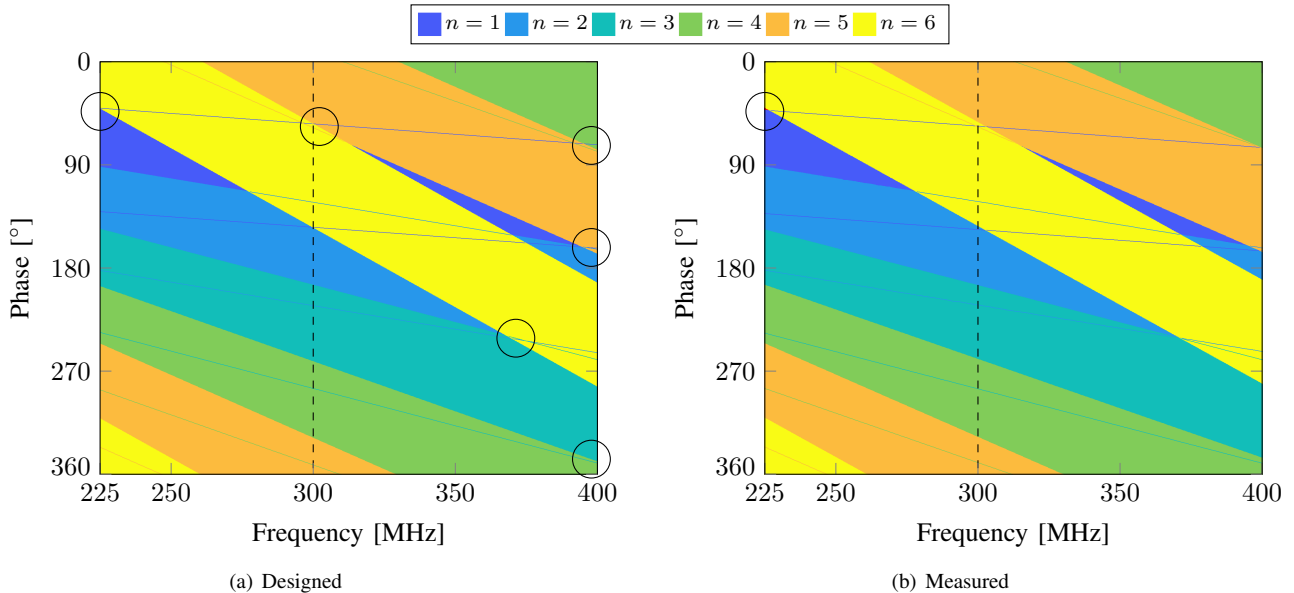 n = 1 n = 2 n = 3 n = 4 n = 5 n = 6
0
90
180
270
360
Phase [°]
225 250 300 350 400
Frequency [MHz]
(a) Designed
0
90
180
270
360
Phase [°]
225 250 300 350 400
Frequency [MHz]
(b) Measured